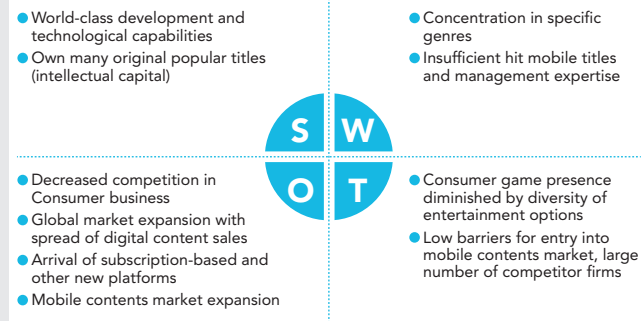 ● World-class development and
technological capabilities
● Own many original popular titles
(intellectual capital)
● Concentration in specific
genres
● Insufficient hit mobile titles
and management expertise
S W
O T
● Decreased competition in
Consumer business
● Global market expansion with
spread of digital content sales
● Arrival of subscription-based and
other new platforms
● Mobile contents market expansion
● Consumer game presence
diminished by diversity of
entertainment options
● Low barriers for entry into
mobile contents market, large
number of competitor firms